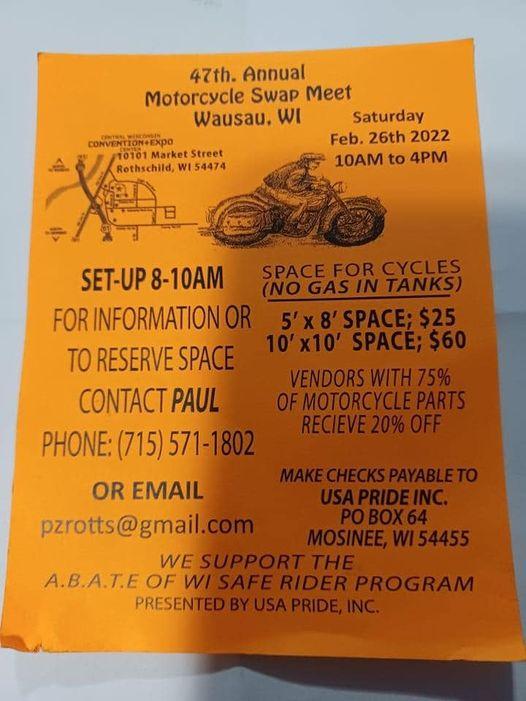 47th. Annual
Motorcycle Swap Meet
Wausau, WI
Saturday
Feb. 26th 2022
10AM to 4PM
CENTRAL WISCONSIN
CONVENTION+EXPO
CENTER
10101 Market Street
Rothschild, WI 54474
SET-UP 8-10AM
FOR INFORMATION OR
TO RESERVE SPACE
CONTACT PAUL
PHONE: (715) 571-1802
OR EMAIL
pzrotts@gmail.com
SPACE FOR CYCLES
(NO GAS IN TANKS)
5' x 8' SPACE; $25
10' x10' SPACE; $60
VENDORS WITH 75%
OF MOTORCYCLE PARTS
RECIEVE 20% OFF
MAKE CHECKS PAYABLE TO
USA PRIDE INC.
PO BOX 64
MOSINEE, WI 54455
WE SUPPORT THE
A.B.A.T.E OF WI SAFE RIDER PROGRAM
PRESENTED BY USA PRIDE, INC.